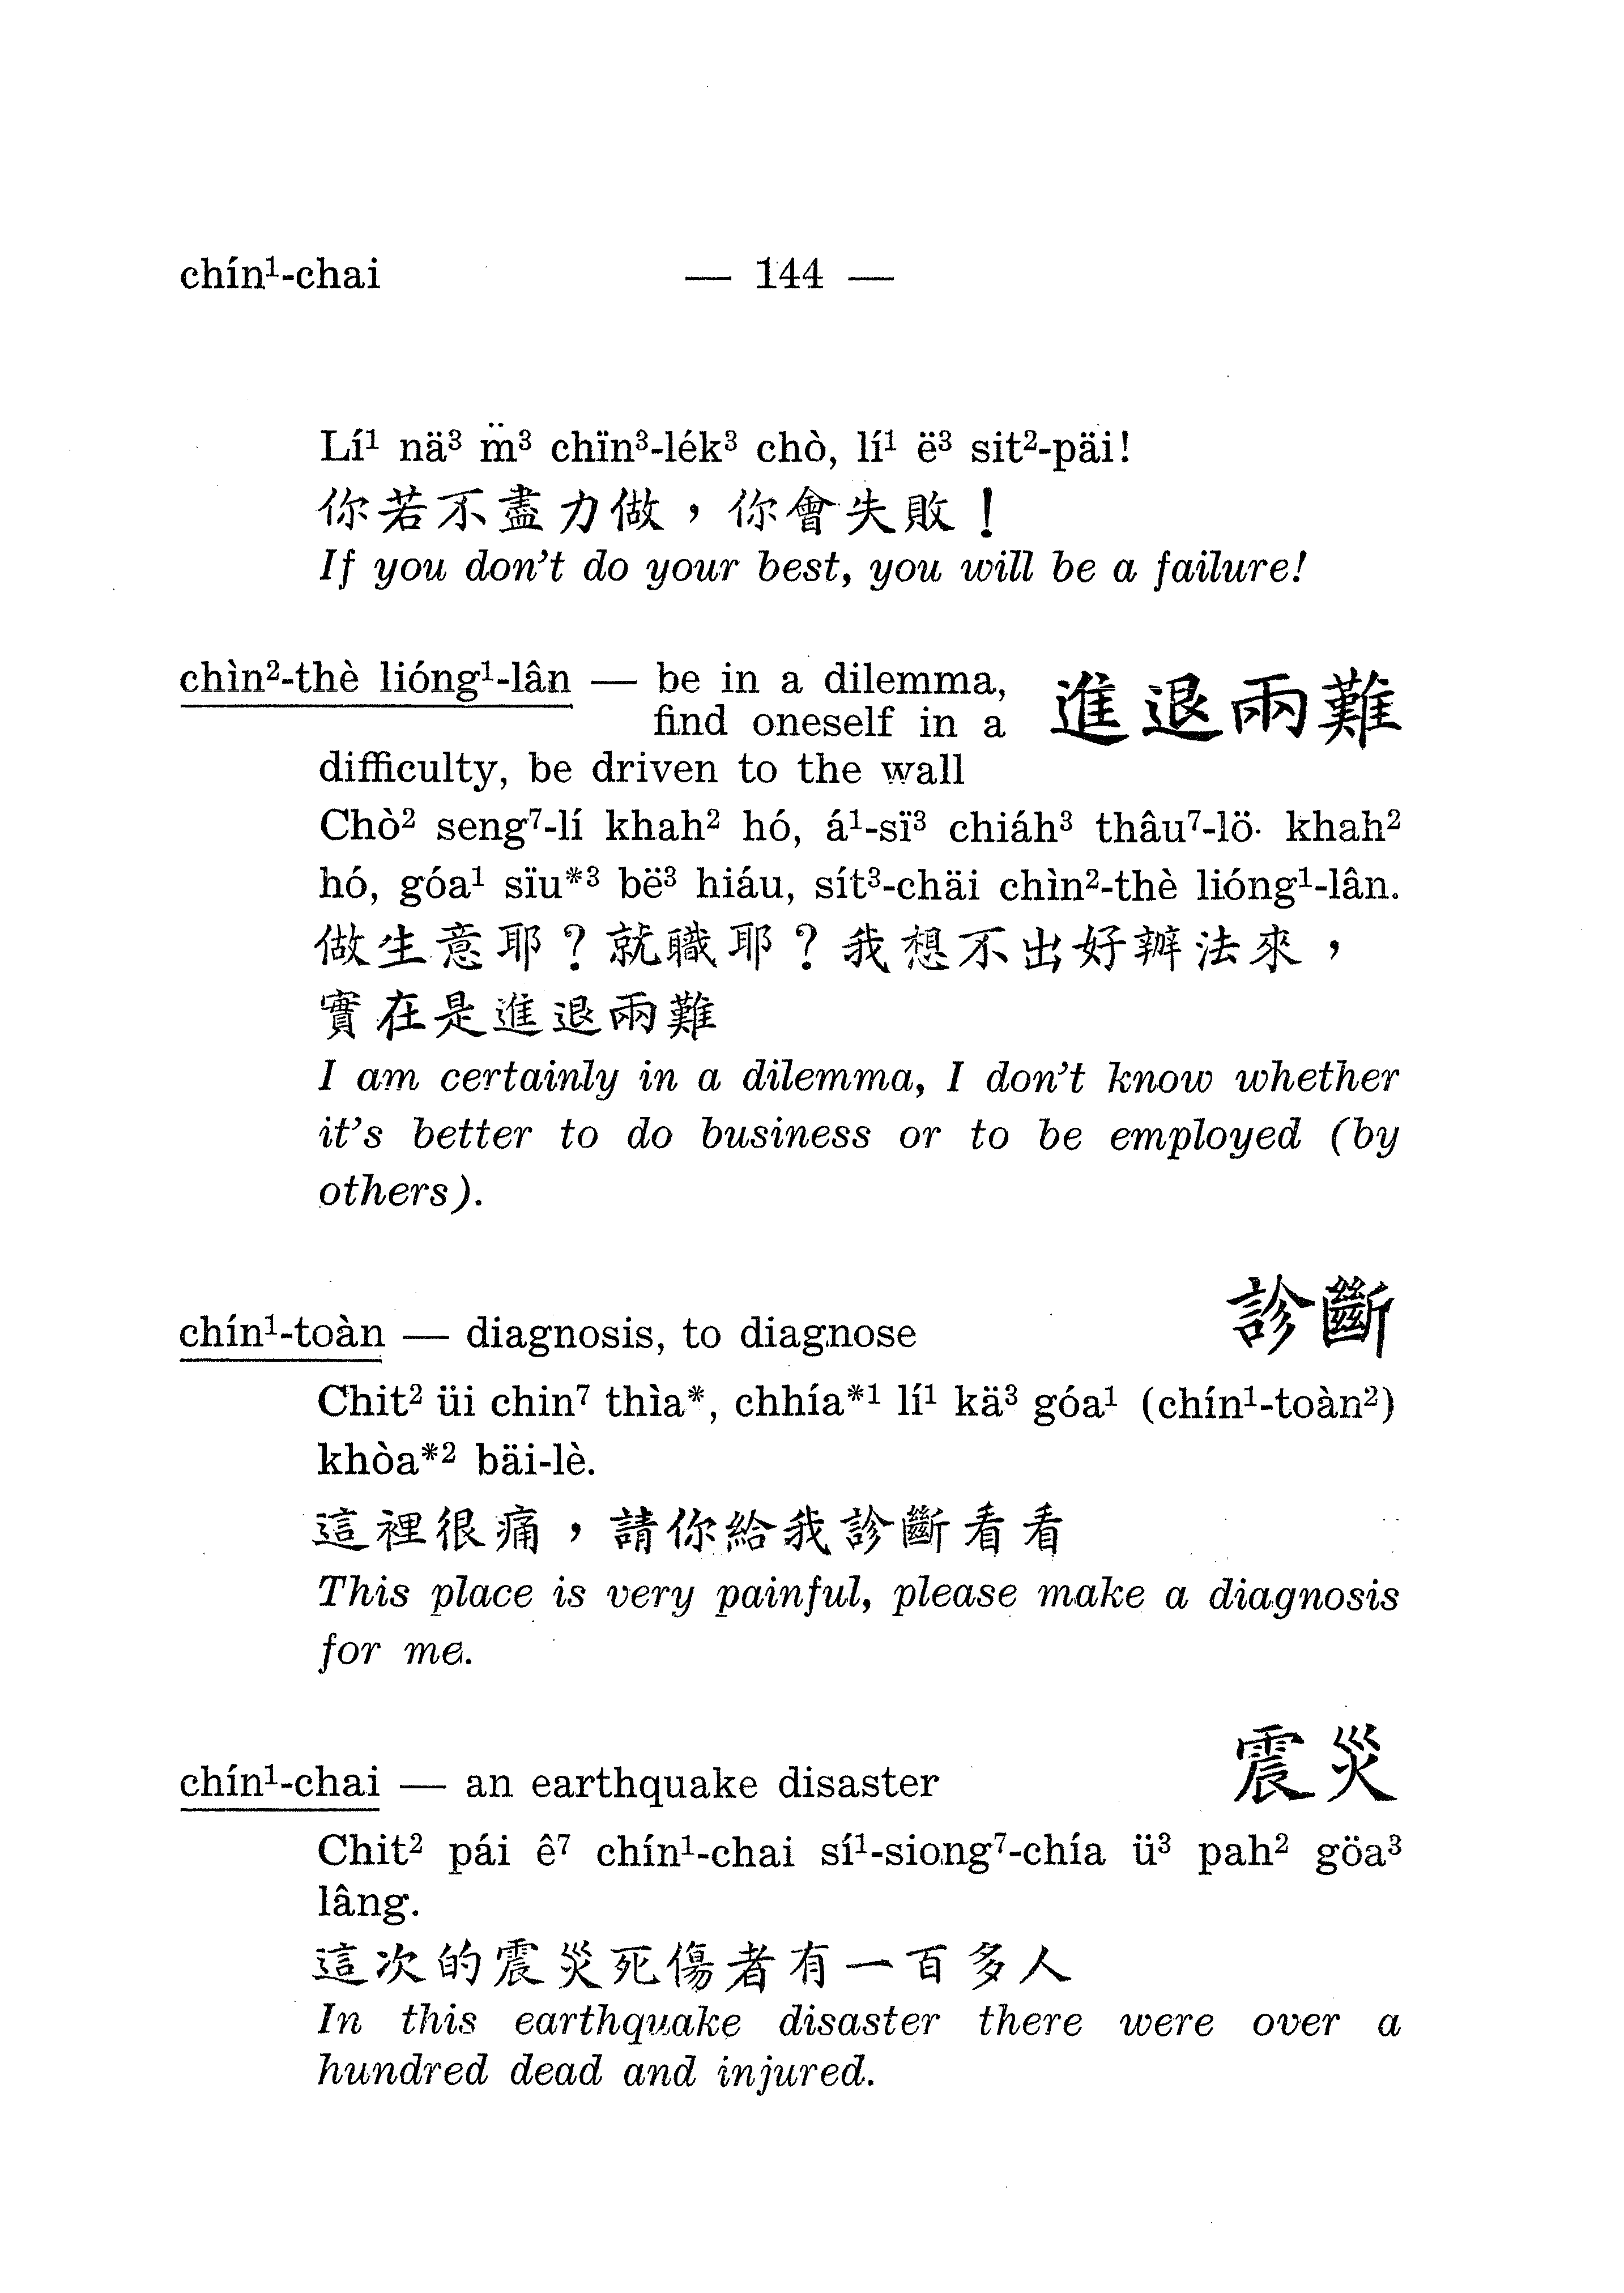 chín¹-chai — 144 —
Lí¹ nä³ m̈³ chïn³-lék³ chò, lí¹ ë³ sit²-päi!
你若不盡力做，你會失敗！
If you don't do your best, you will be a failure!
chìn²-thè lióng¹-lân — be in a dilemma, 進退兩難
find oneself in a
difficulty, be driven to the wall
Chò² seng⁷-lí khah² hó, á¹-sï³ chiáh³ thâu⁷-lö· khah²
hó, góa¹ sïu*³ bë³ hiáu, sít³-chäi chìn²-thè lióng¹-lân.
做生意耶？就職耶？我想不出好辦法來，
實在是進退兩難
I am certainly in a dilemma, I don't know whether
it's better to do business or to be employed (by
others).
chín¹-toàn — diagnosis, to diagnose 診斷
Chit² üi chin⁷ thìa*, chhía*¹ lí¹ kä³ góa¹ (chín¹-toàn²)
khòa*² bäi-lè.
這裡很痛，請你給我診斷看看
This place is very painful, please make a diagnosis
for me.
chín¹-chai — an earthquake disaster 震災
Chit² pái ê⁷ chín¹-chai sí¹-siong⁷-chía ü³ pah² göa³
lâng.
這次的震災死傷者有一百多人
In this earthquake disaster there were over a
hundred dead and injured.